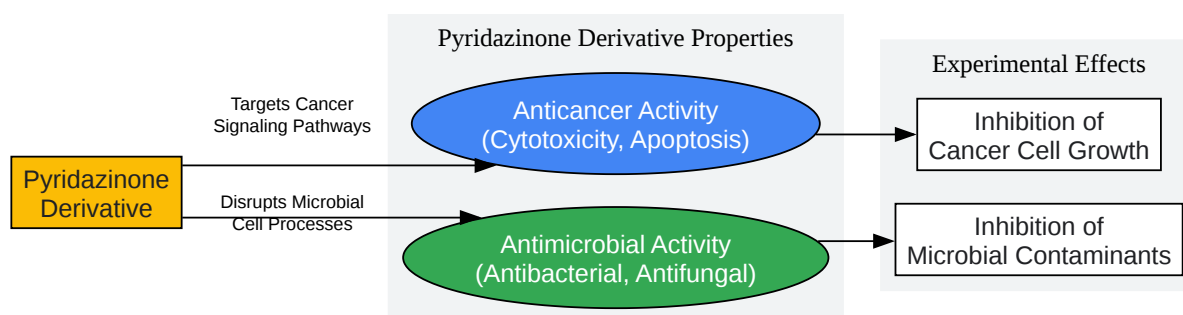 Pyridazinone Derivative Properties
Experimental Effects
Targets Cancer
Signaling Pathways
Anticancer Activity
(Cytotoxicity, Apoptosis)
Inhibition of
Cancer Cell Growth
Pyridazinone
Derivative
Disrupts Microbial
Cell Processes
Antimicrobial Activity
(Antibacterial, Antifungal)
Inhibition of
Microbial Contaminants